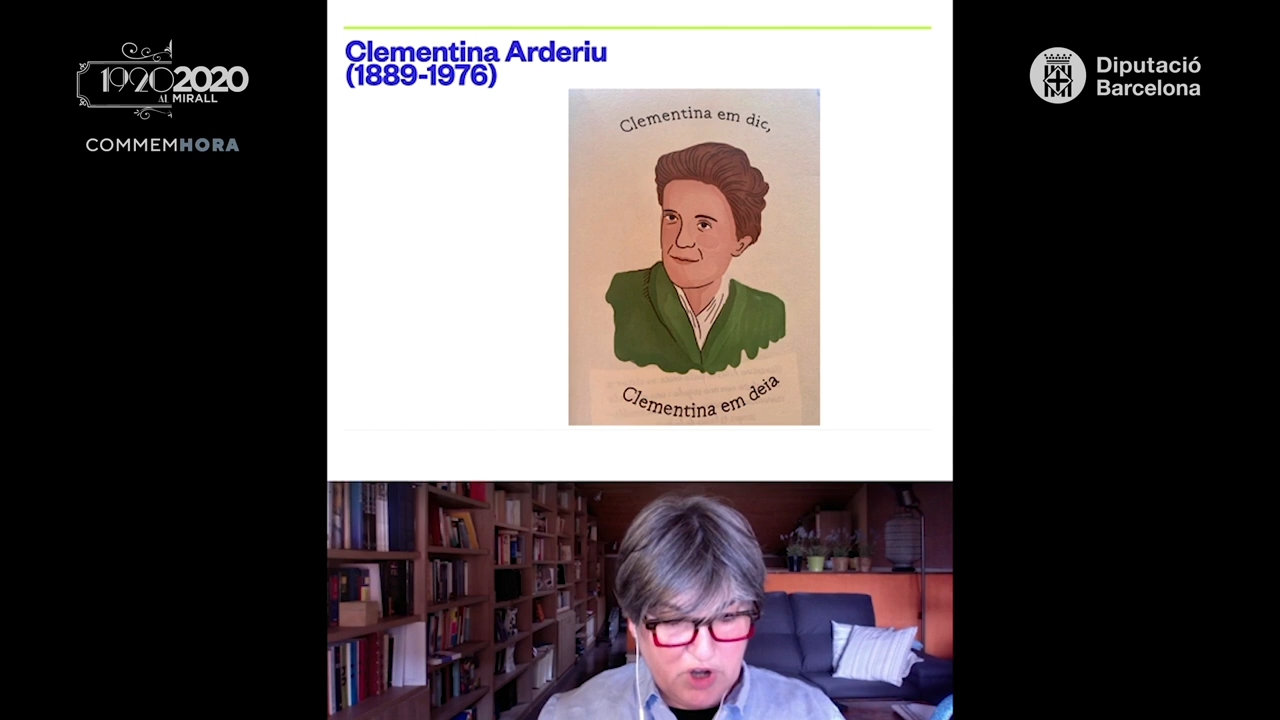 1920 2020
AL MIRALL
COMMEMHORA
Clementina Arderiu
(1889-1976)
Clementina em dic,
Clementina em deia
Diputació
Barcelona